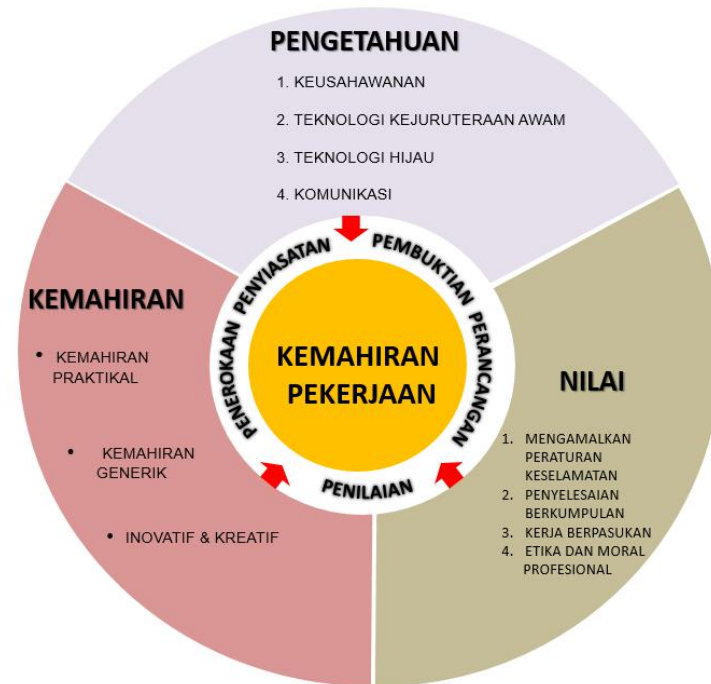 PENGETAHUAN
1. KEUSAHAWANAN
2. TEKNOLOGI KEJURUTERAAN AWAM
3. TEKNOLOGI HIJAU
4. KOMUNIKASI
KEMAHIRAN
• KEMAHIRAN
PRAKTIKAL
• KEMAHIRAN
GENERIK
• INOVATIF & KREATIF
PENEROKAAN PENYIASATAN
PEMBUKTIAN PERANCANGAN
PENILAIAN
KEMAHIRAN
PEKERJAAN
NILAI
1. MENGAMALKAN
PERATURAN
KESELAMATAN
2. PENYELESAIAN
BERKUMPULAN
3. KERJA BERPASUKAN
4. ETIKA DAN MORAL
PROFESIONAL